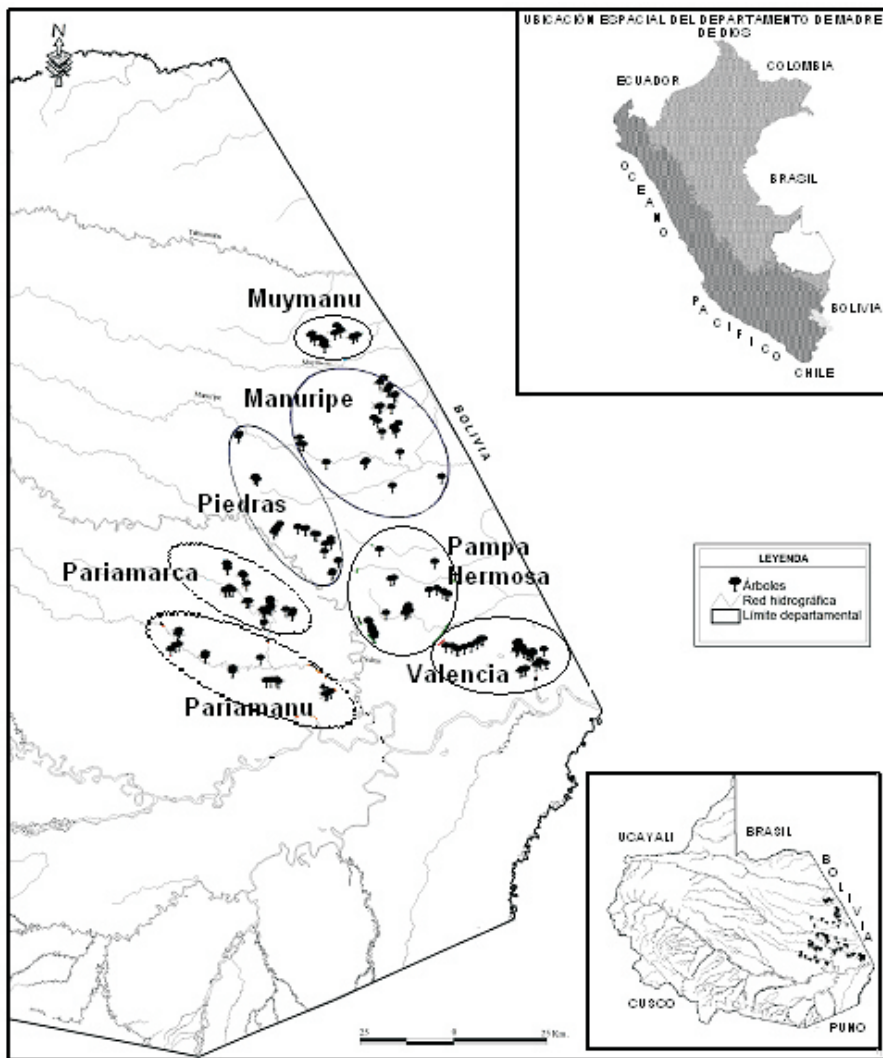 N
UBICACIÓN ESPACIAL DEL DEPARTAMENTO DE MADRE
DE DIOS
COLOMBIA
ECUADOR
BRASIL
OCEANO
PACIFICO
BOLIVIA
CHILE
Muymanu
Manuripe
BOLIVIA
Piedras
Pampa
Hermosa
Pariamarca
Valencia
Pariamanu
LEYENDA
Árboles
Red hidrográfica
Límite departamental
UCAYALI
BRASIL
BOLIVIA
CUSCO
PUNO
25 0 25 Km.